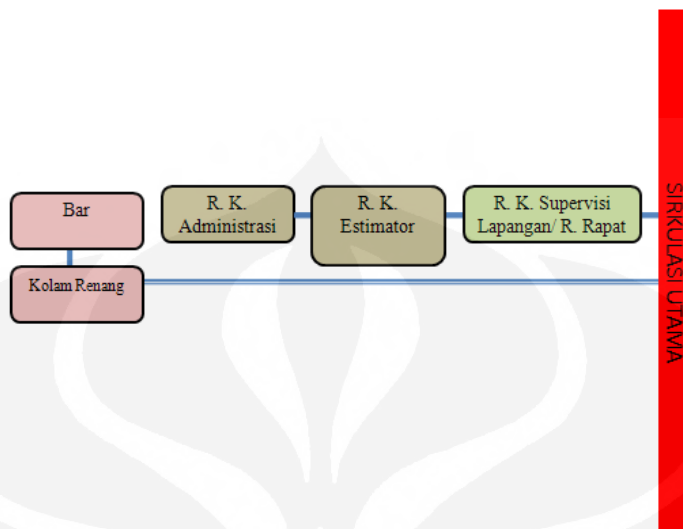 Bar
Kolam Renang
R. K.
Administrasi
R. K.
Estimator
R. K. Supervisi
Lapangan/ R. Rapat
SIRKULASI UTAMA